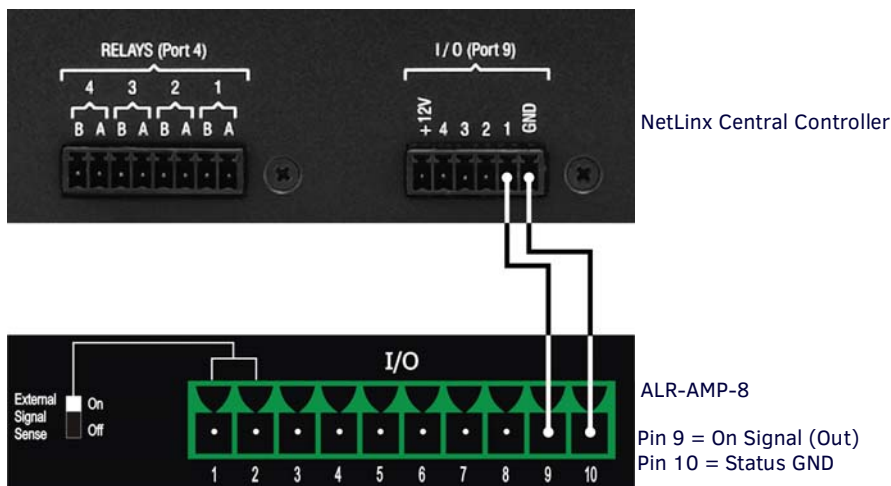 RELAYS (Port 4)
4 3 2 1
B A B A B A B A
I / O (Port 9)
+12V 4 3 2 1 GND
NetLinx Central Controller
I/O
External
Signal
Sense
On
Off
1 2 3 4 5 6 7 8 9 10
ALR-AMP-8
Pin 9 = On Signal (Out)
Pin 10 = Status GND